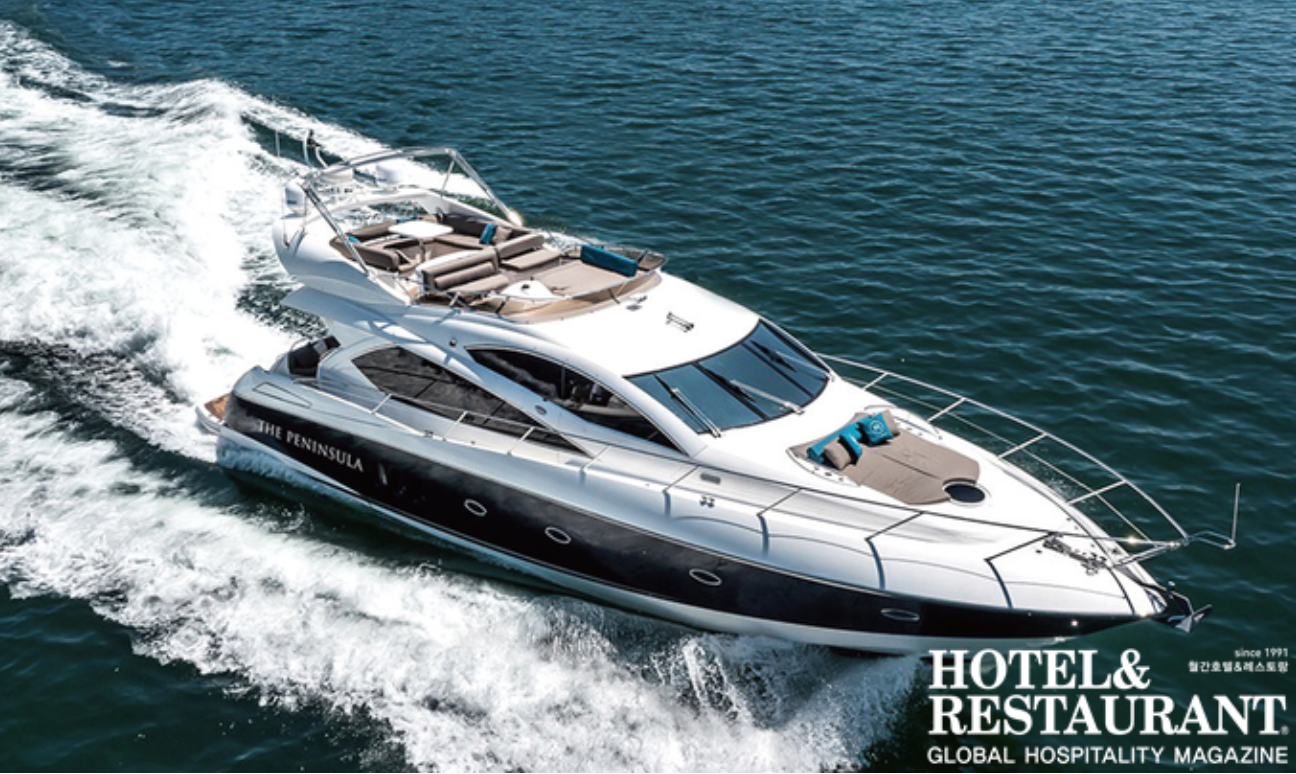 THE PENINSULA
since 1991
월간호텔&레스토랑
HOTEL&
RESTAURANT®
GLOBAL HOSPITALITY MAGAZINE